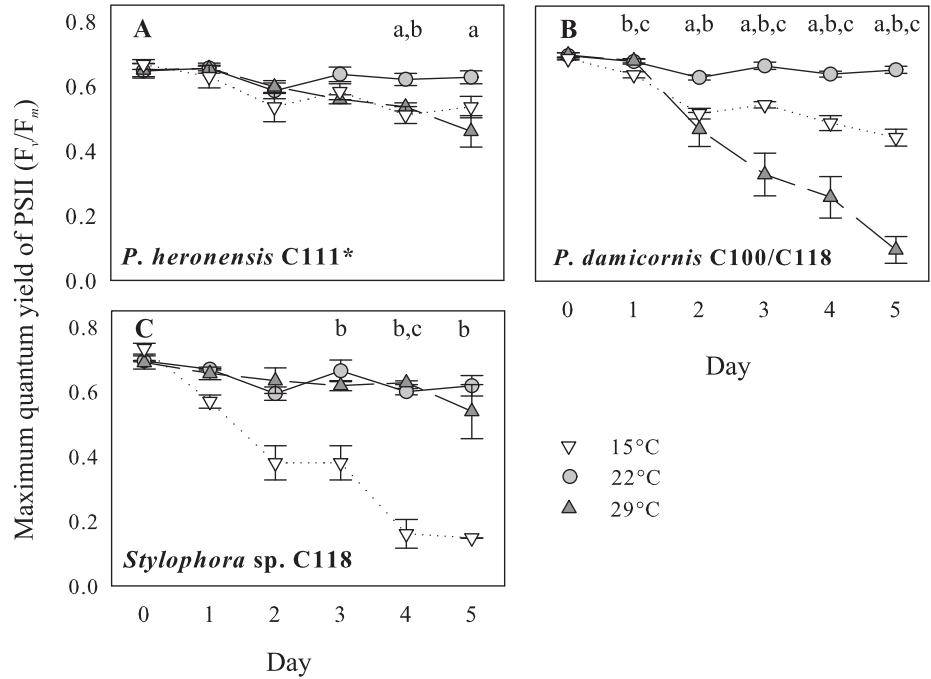 Maximum quantum yield of PSII (Fv/Fm)
A
a,b a
0.8
0.6
0.4
0.2
0.0
P. heronensis C111*
B
b,c a,b a,b,c a,b,c a,b,c
P. damicornis C100/C118
0 1 2 3 4 5
Day
C
b b,c b
0.8
0.6
0.4
0.2
0.0
Stylophora sp. C118
0 1 2 3 4 5
Day
15°C
22°C
29°C